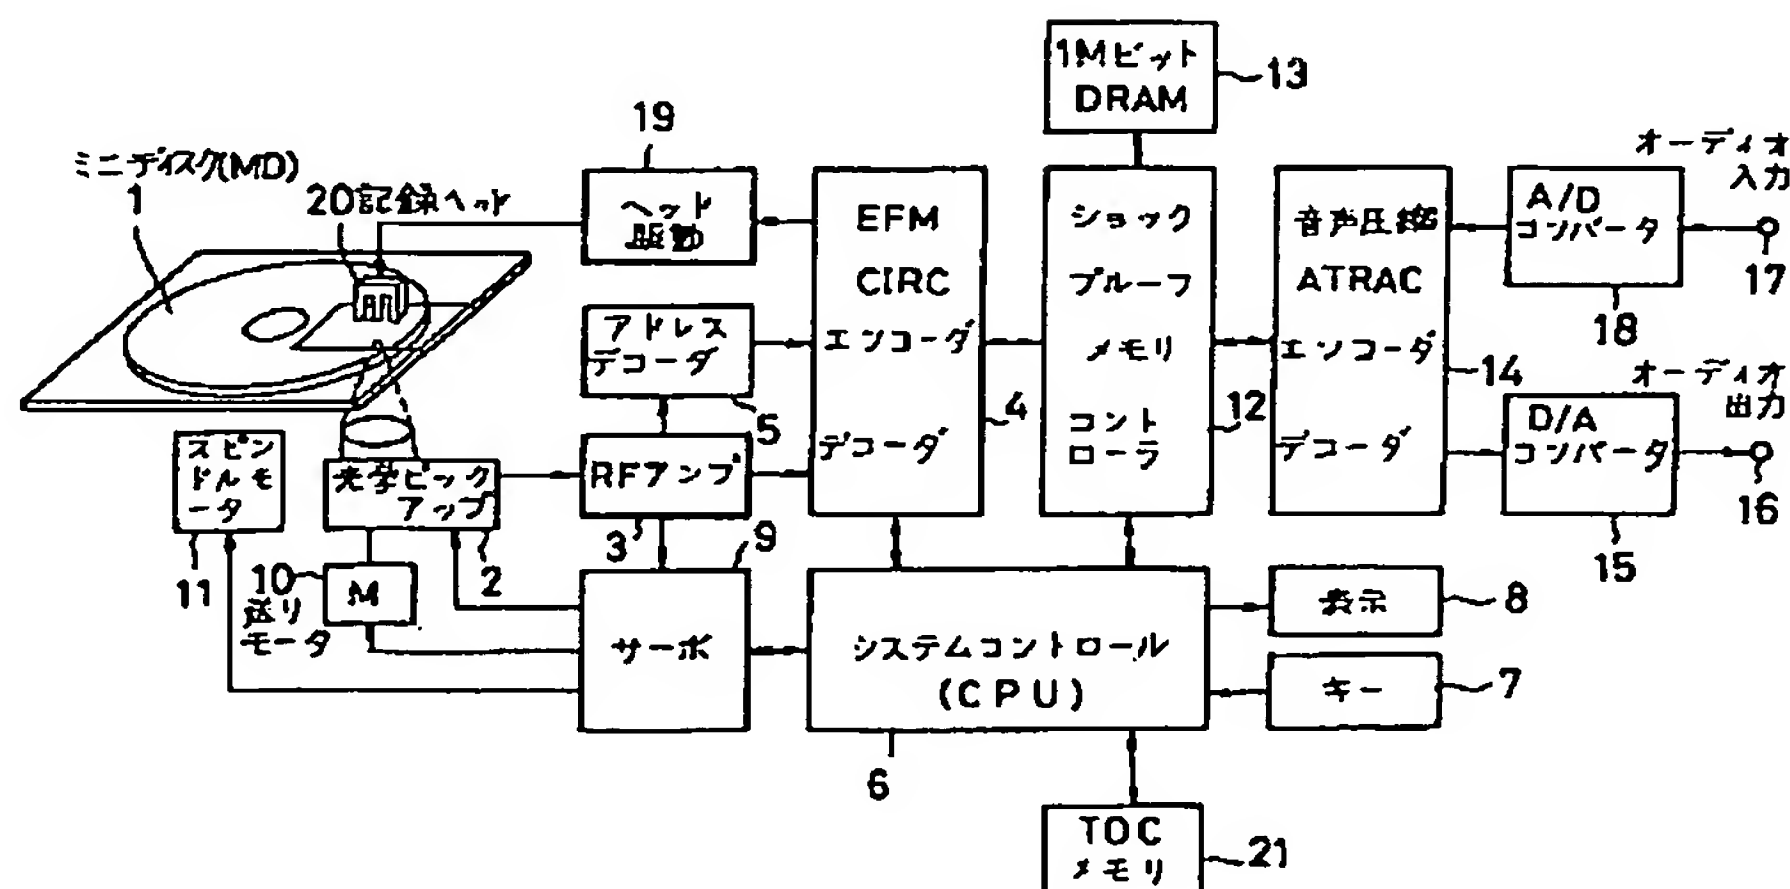 1Mビット
DRAM
13
19
ミニディスク(MD)
1
20記録ヘッド
ヘッド
駆動
EFM
CIRC
エンコーダ
デコーダ
4
ショック
プルーフ
メモリ
コント
ローラ
12
音声圧縮
ATRAC
エンコーダ
デコーダ
14
A/D
コンバータ
18
オーディオ
入力
17
アドレス
デコーダ
5
オーディオ
出力
D/A
コンバータ
16
15
スピン
ドルモ
ータ
11
光学ピック
アップ
2
RFアンプ
3
9
10
送り
モータ
M
サーボ
システムコントロール
(CPU)
6
表示
8
キー
7
TOC
メモリ
21